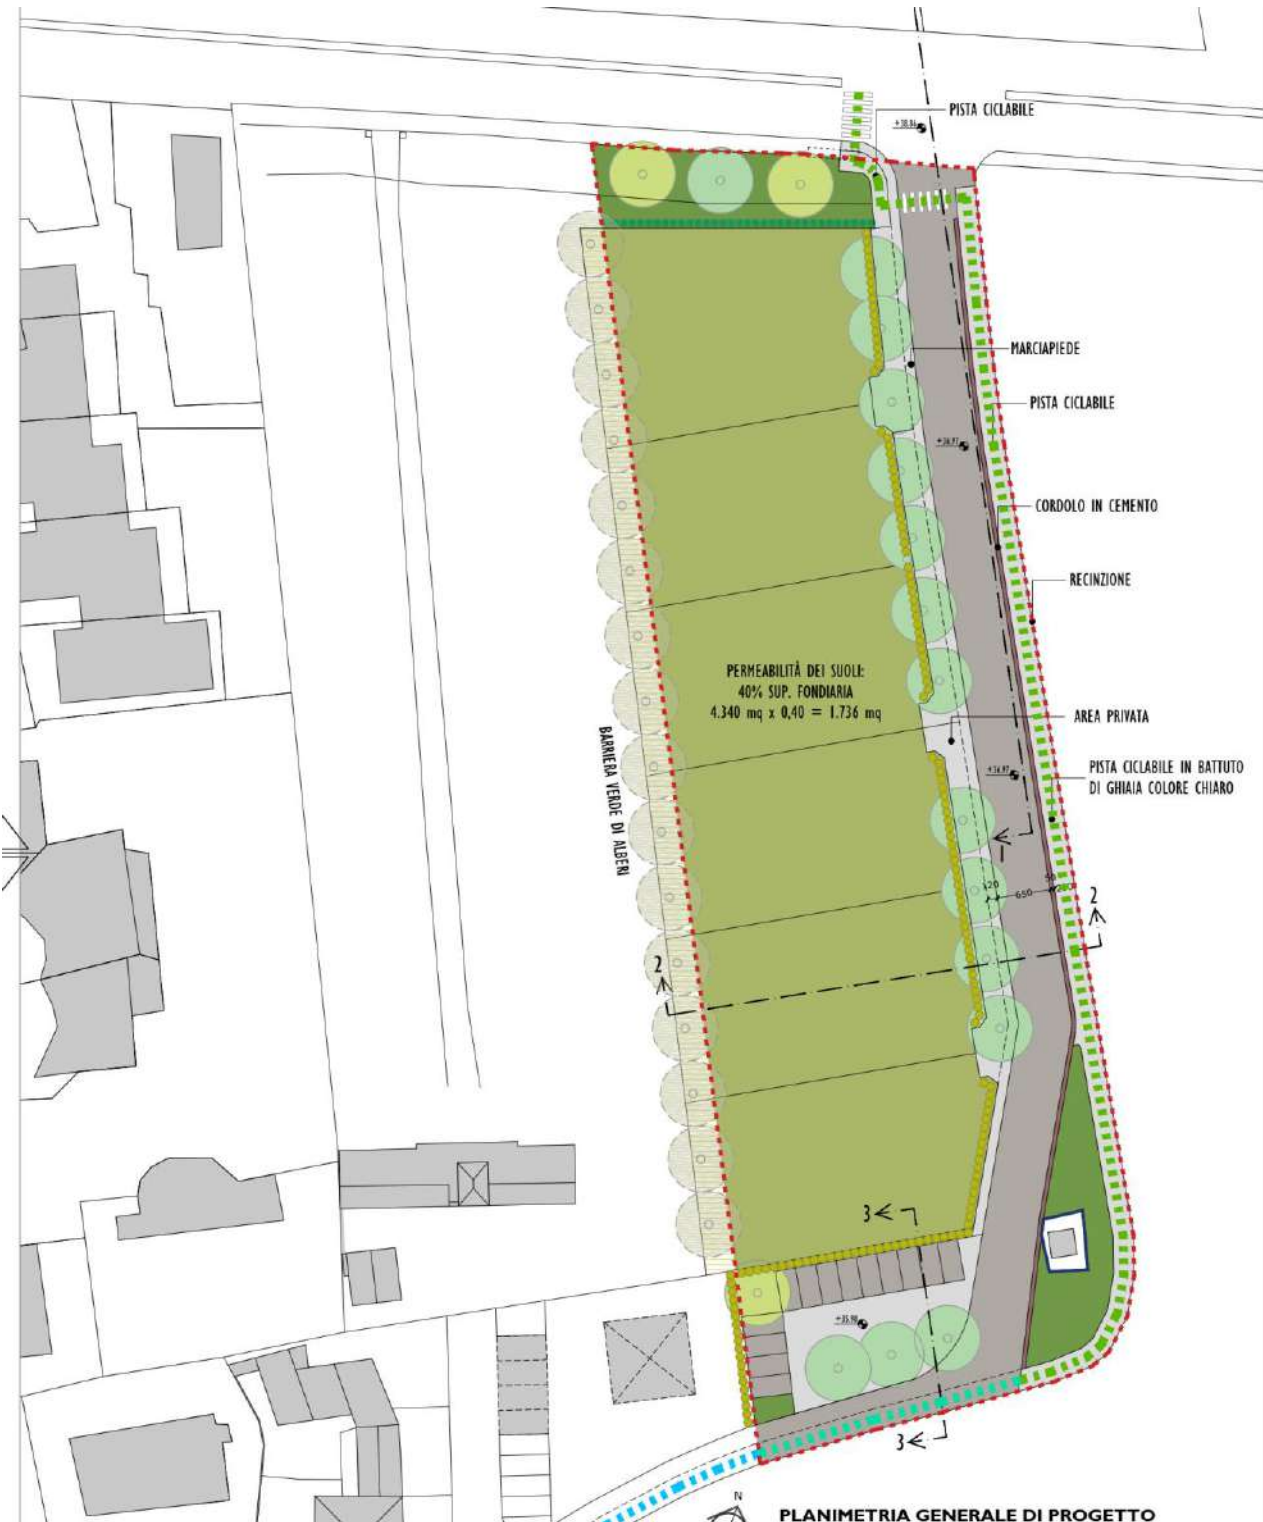 PISTA CICLABILE
MARCIAPIEDE
PISTA CICLABILE
CORDOLO IN CEMENTO
RECINZIONE
PERMEABILITÀ DEI SUOLI:
40% SUP. FONDIARIA
4.340 mq x 0,40 = 1.736 mq
AREA PRIVATA
BARRIERA VERDE DI ALBERI
PISTA CICLABILE IN BATTUTO
DI GHIAIA COLORE CHIARO
650
50
2
2
3
3
N
PLANIMETRIA GENERALE DI PROGETTO